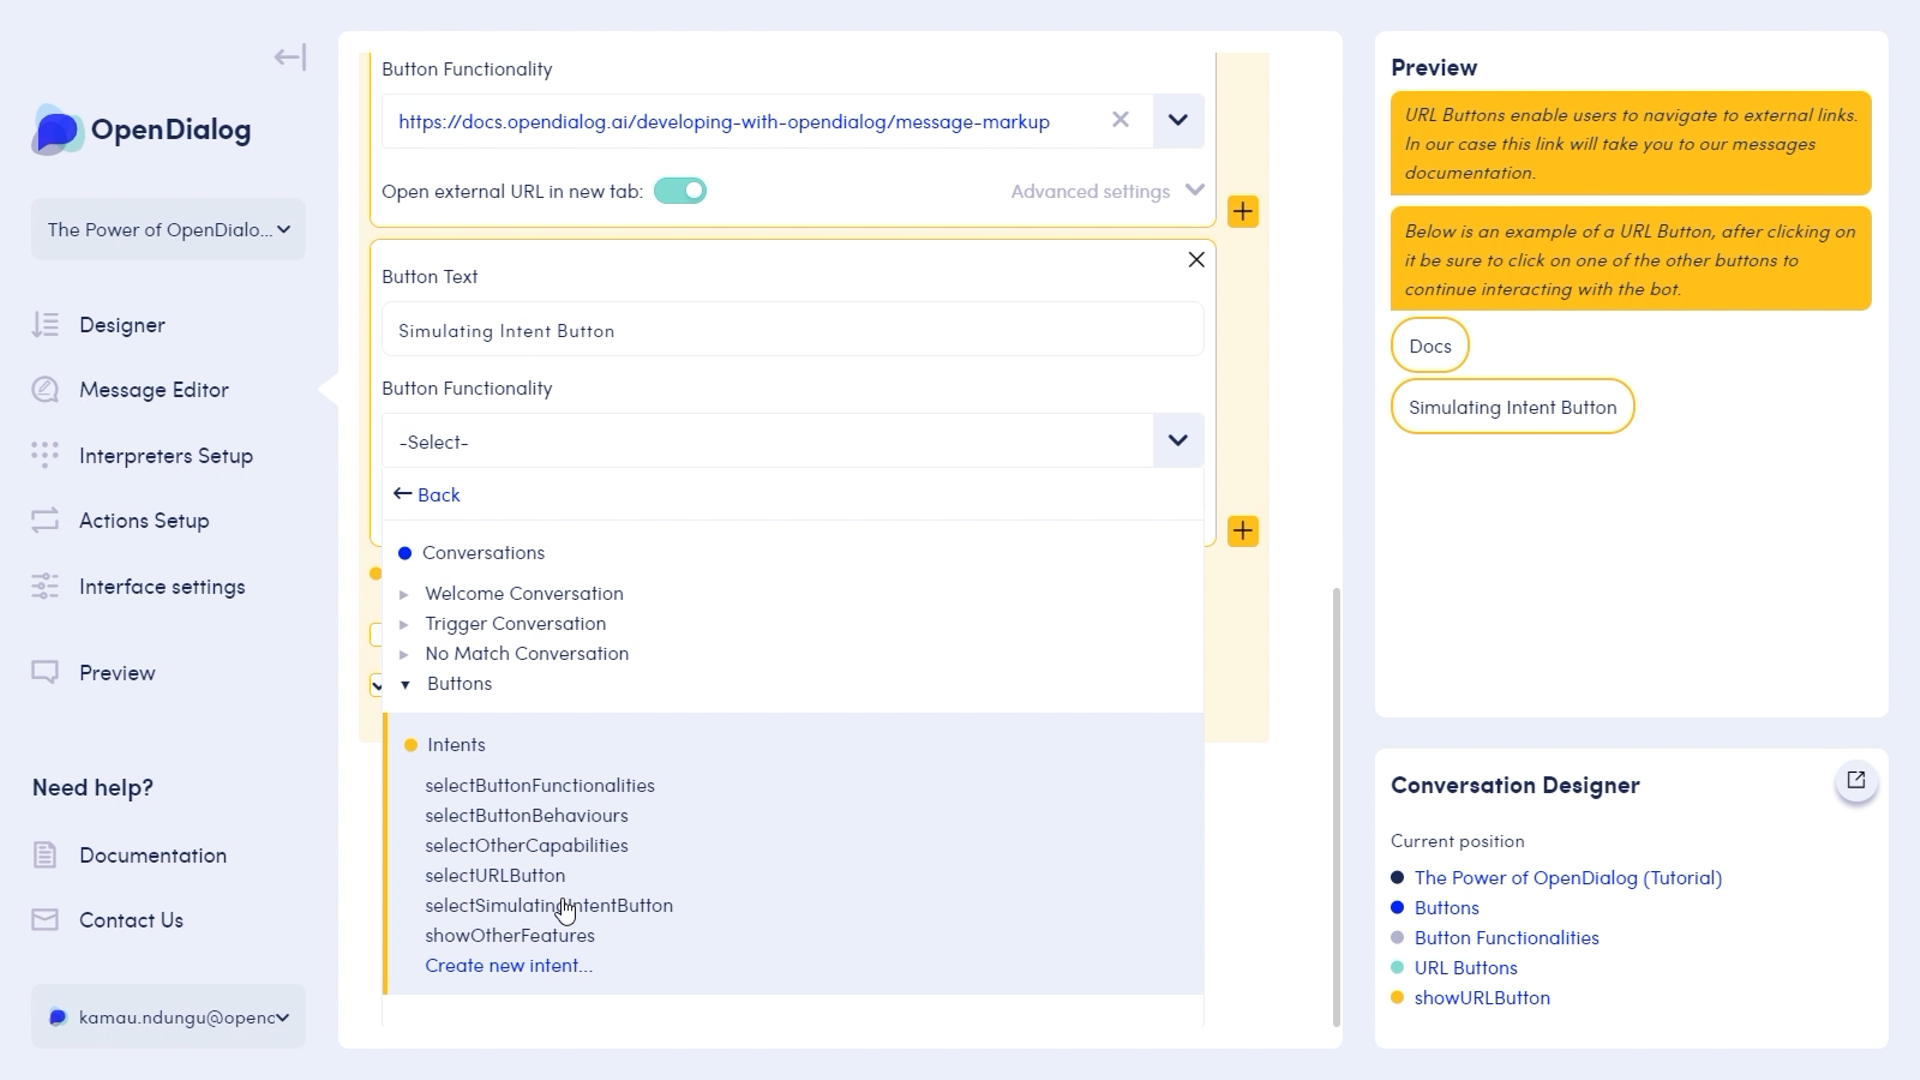 OpenDialog
The Power of OpenDialo...
Designer
Message Editor
Interpreters Setup
Actions Setup
Interface settings
Preview
Need help?
Documentation
Contact Us
kamau.ndungu@openc
Button Functionality
https://docs.opendialog.ai/developing-with-opendialog/message-markup
Open external URL in new tab:
Advanced settings
Button Text
Simulating Intent Button
Button Functionality
-Select-
Back
Conversations
Welcome Conversation
Trigger Conversation
No Match Conversation
Buttons
Intents
selectButtonFunctionalities
selectButtonBehaviours
selectOtherCapabilities
selectURLButton
selectSimulatingIntentButton
showOtherFeatures
Create new intent...
Preview
URL Buttons enable users to navigate to external links.
In our case this link will take you to our messages
documentation.
Below is an example of a URL Button, after clicking on
it be sure to click on one of the other buttons to
continue interacting with the bot.
Docs
Simulating Intent Button
Conversation Designer
Current position
The Power of OpenDialog (Tutorial)
Buttons
Button Functionalities
URL Buttons
showURLButton